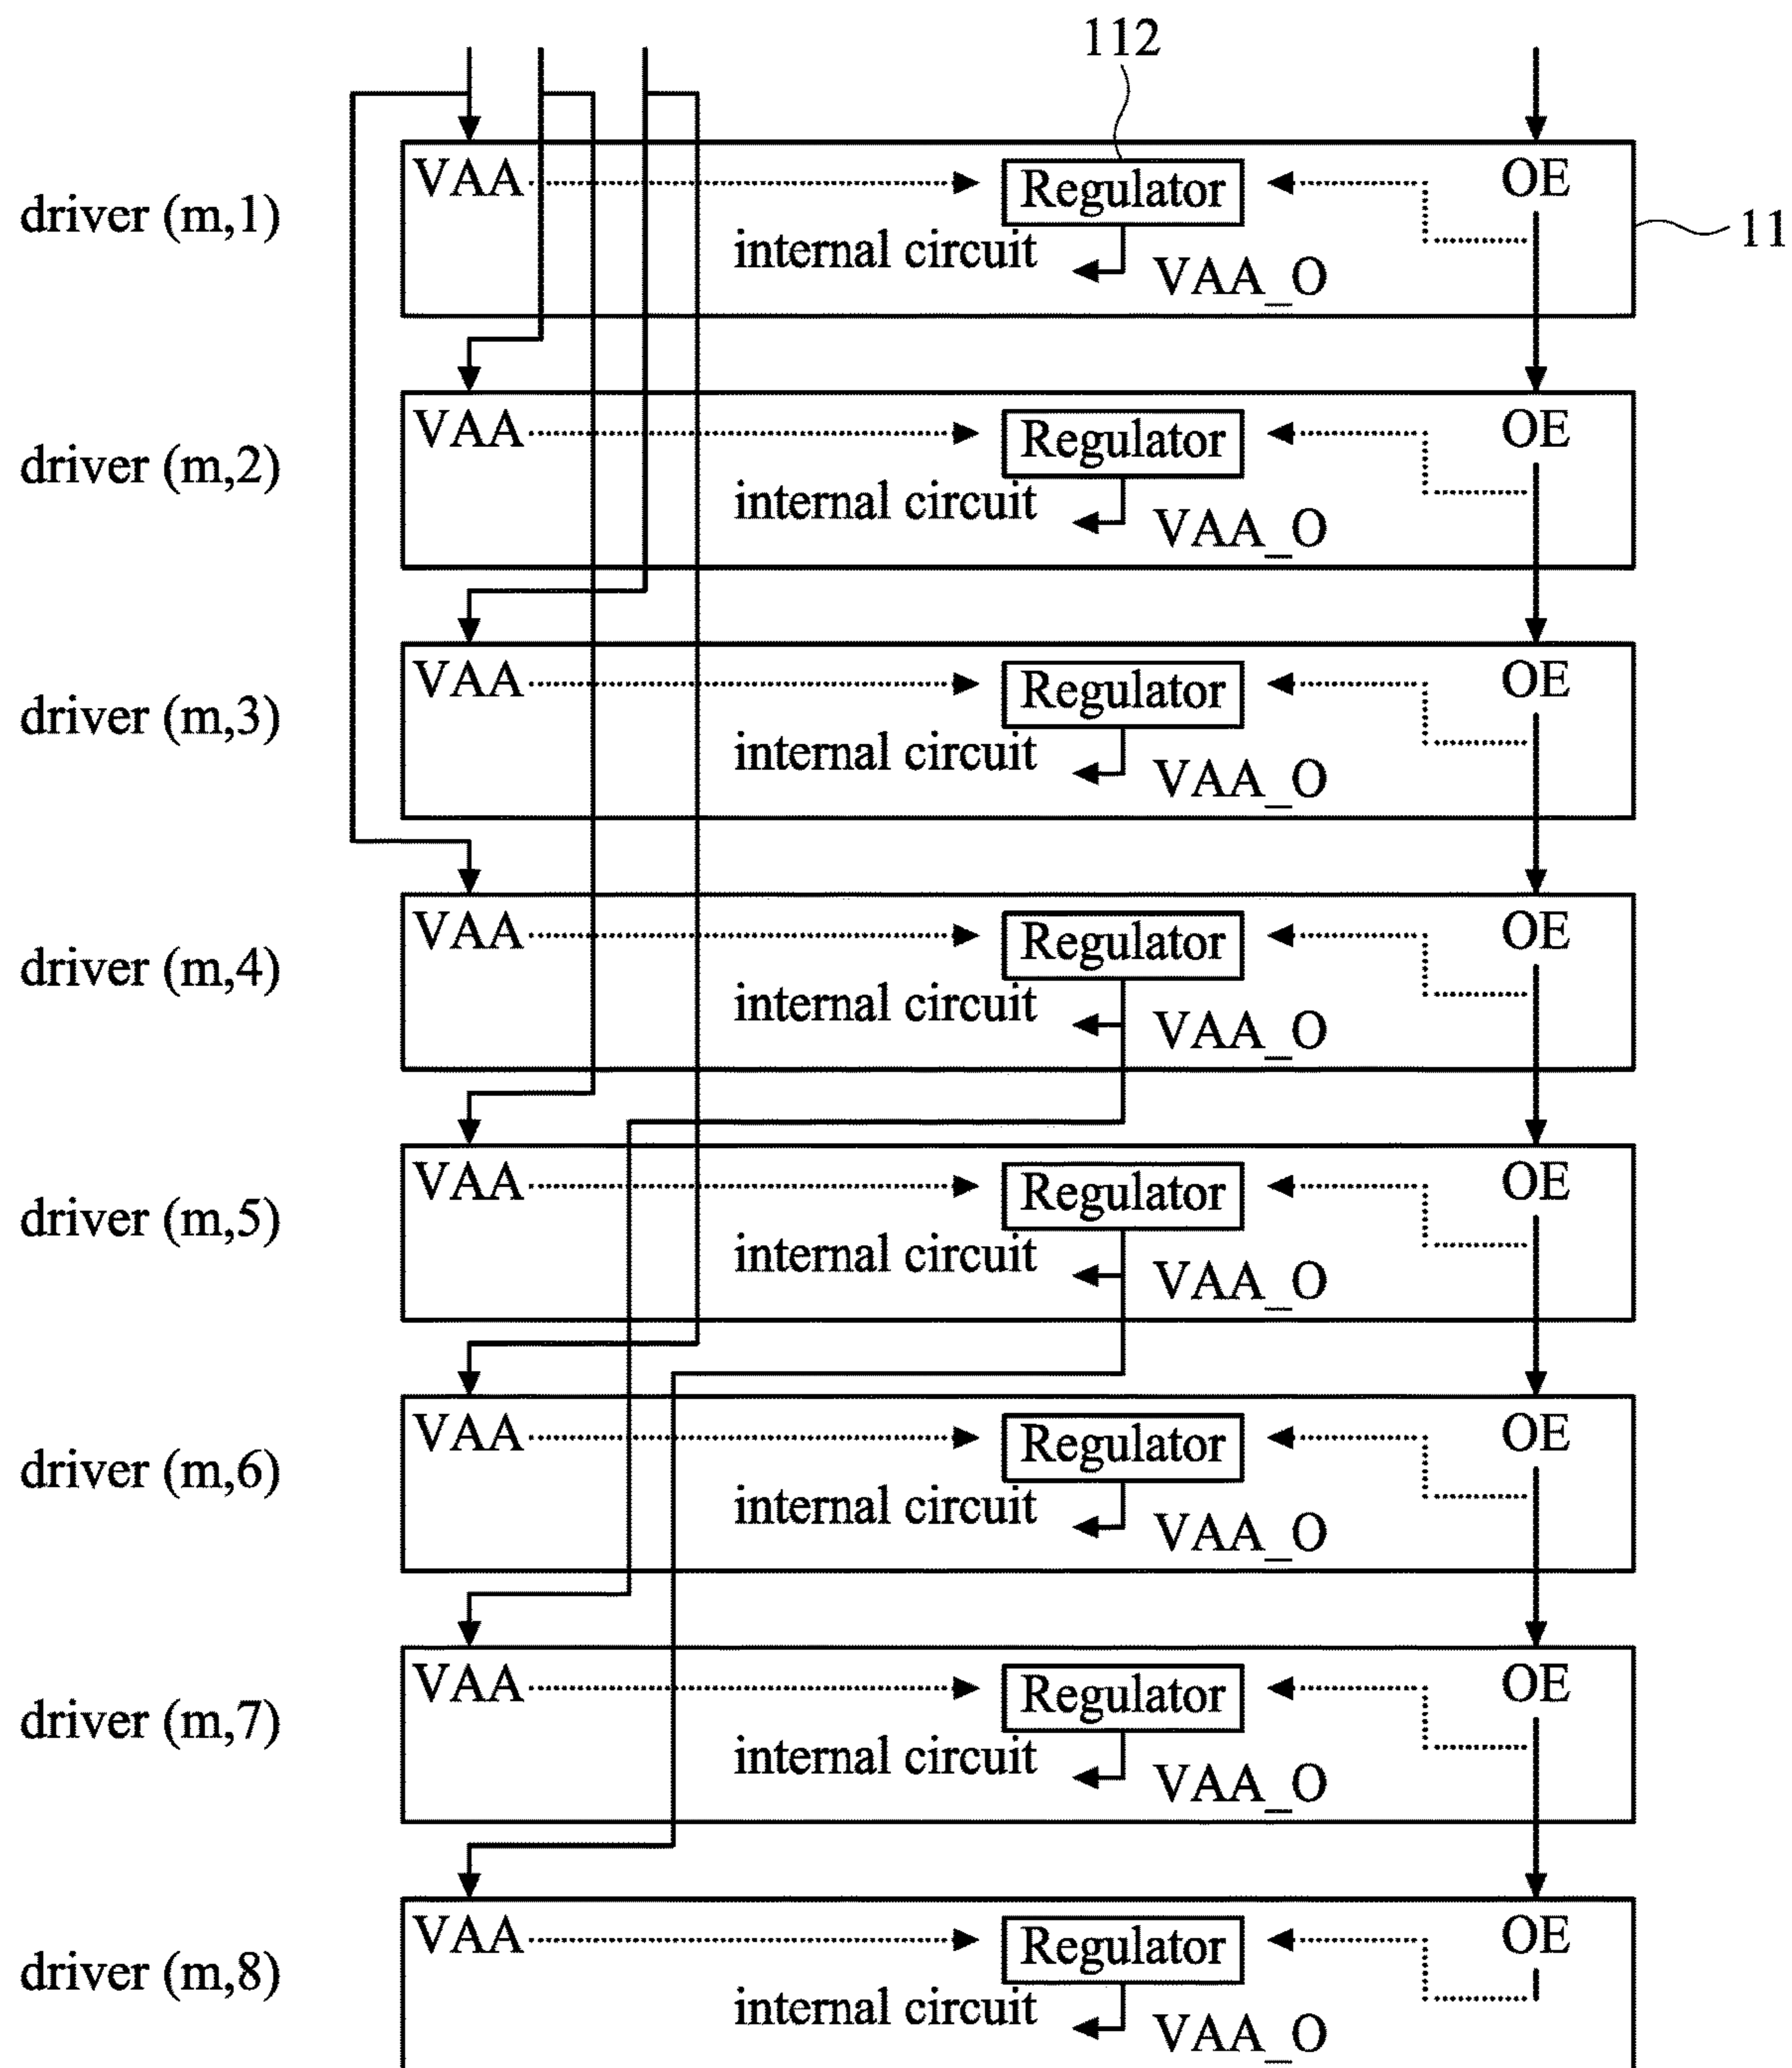 112
driver (m,1)
VAA
Regulator
OE
11
internal circuit
VAA_O
driver (m,2)
VAA
Regulator
OE
internal circuit
VAA_O
driver (m,3)
VAA
Regulator
OE
internal circuit
VAA_O
driver (m,4)
VAA
Regulator
OE
internal circuit
VAA_O
driver (m,5)
VAA
Regulator
OE
internal circuit
VAA_O
driver (m,6)
VAA
Regulator
OE
internal circuit
VAA_O
driver (m,7)
VAA
Regulator
OE
internal circuit
VAA_O
driver (m,8)
VAA
Regulator
OE
internal circuit
VAA_O